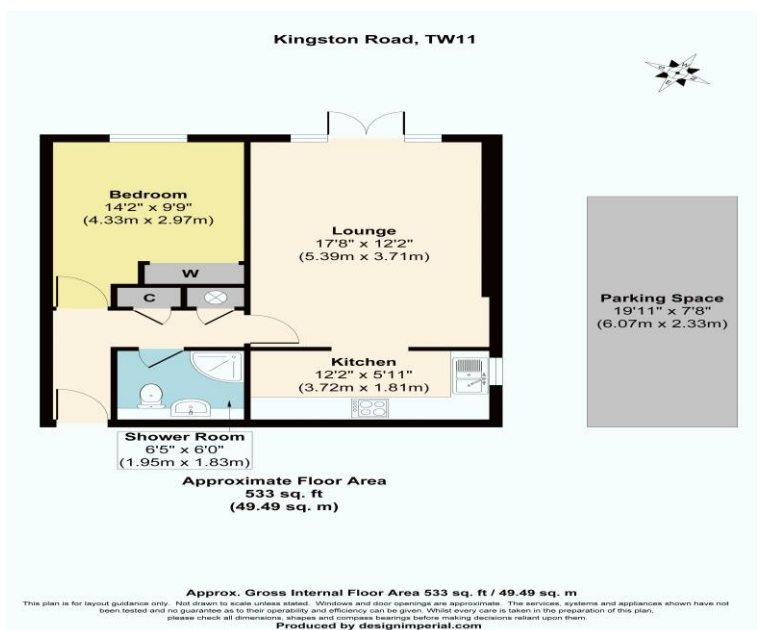 Kingston Road, TW11
Bedroom
14'2" x 9'9"
(4.33m x 2.97m)
Lounge
17'8" x 12'2"
(5.39m x 3.71m)
W
C
Parking Space
19'11" x 7'8"
(6.07m x 2.33m)
Kitchen
12'2" x 5'11"
(3.72m x 1.81m)
Shower Room
6'5" x 6'0"
(1.95m x 1.83m)
Approximate Floor Area
533 sq. ft
(49.49 sq. m)
Approx. Gross Internal Floor Area 533 sq. ft / 49.49 sq. m
This plan is for layout guidance only. Not drawn to scale unless stated. Windows and door openings are approximate. The services, systems and appliances shown have not
been tested and no guarantee as to their operability and efficiency can be given. Whilst every care is taken in the preparation of this plan,
please check all dimensions, shapes and compass bearings before making decisions reliant upon them.
Produced by designimperial.com